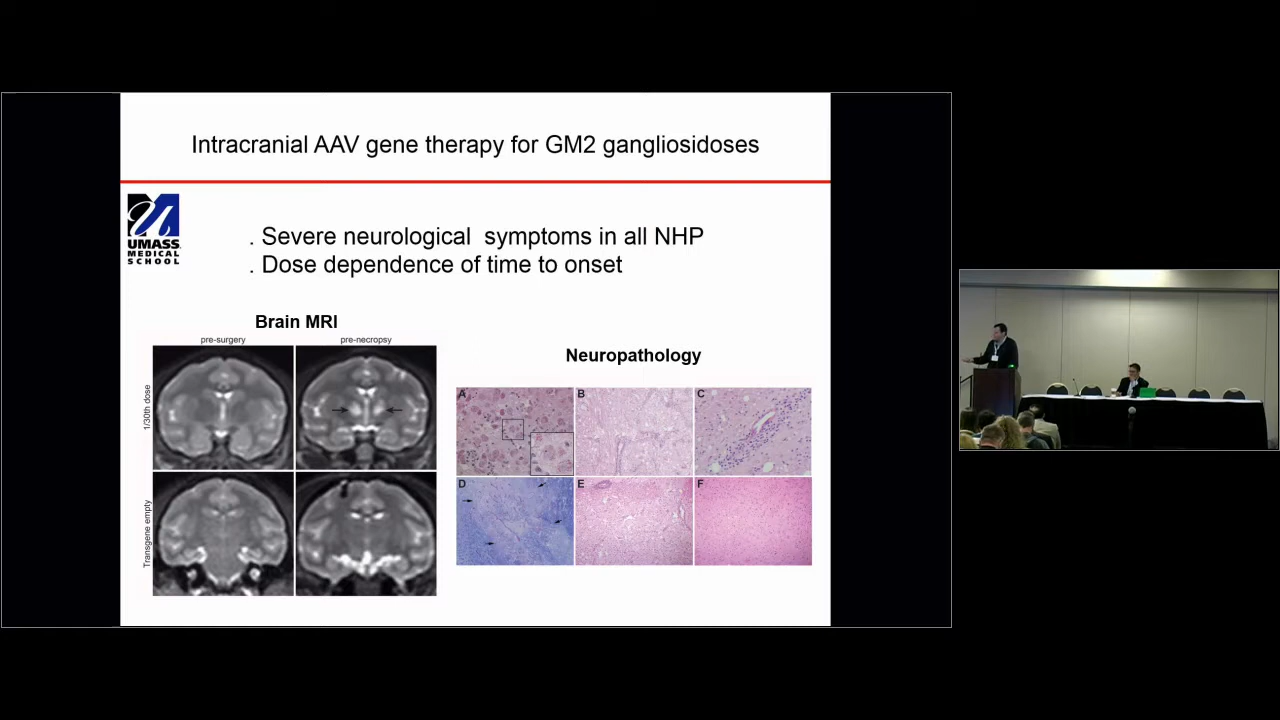 Intracranial AAV gene therapy for GM2 gangliosidoses
UMASS
MEDICAL
SCHOOL
. Severe neurological symptoms in all NHP
. Dose dependence of time to onset
Brain MRI
pre-surgery
pre-necropsy
1/30th dose
Transgene empty
Neuropathology
A
B
C
D
E
F